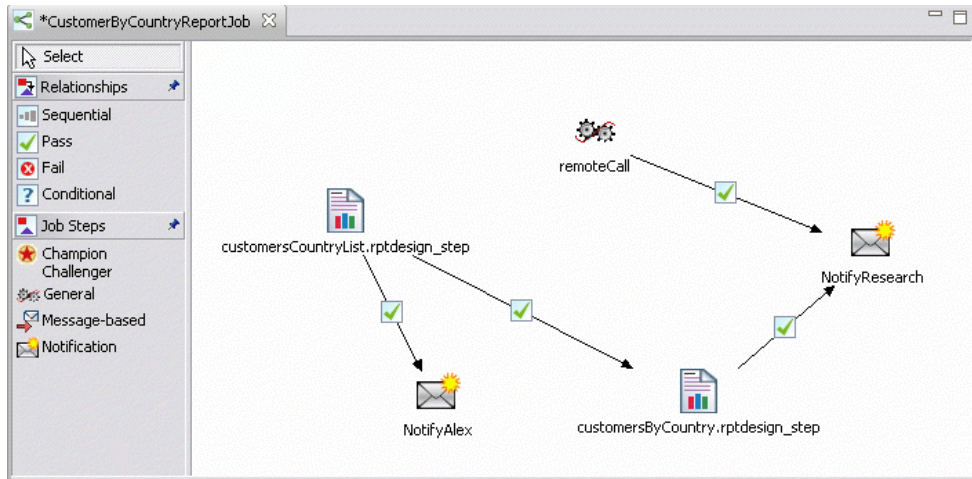 *CustomerByCountryReportJob
Select
Relationships
Sequential
Pass
Fail
Conditional
Job Steps
Champion
Challenger
General
Message-based
Notification
remoteCall
customersCountryList.rptdesign_step
NotifyResearch
NotifyAlex
customersByCountry.rptdesign_step